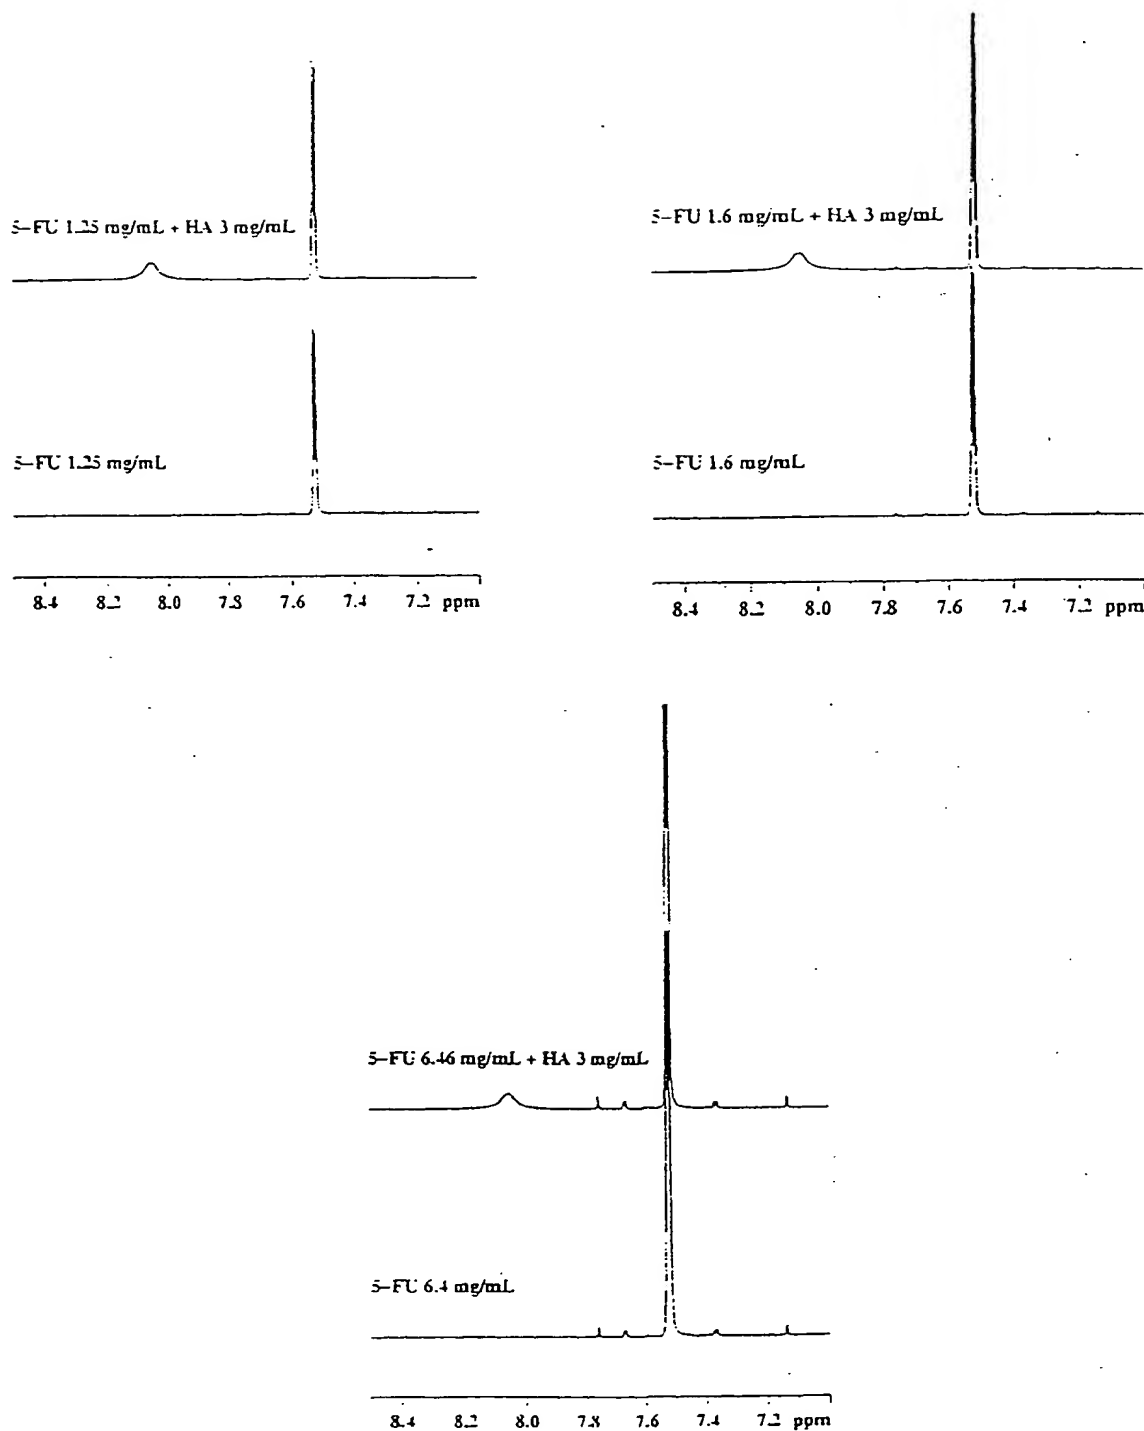 5-FU 1.25 mg/mL + HA 3 mg/mL
5-FU 1.25 mg/mL
8.4 8.2 8.0 7.8 7.6 7.4 7.2 ppm
5-FU 1.6 mg/mL + HA 3 mg/mL
5-FU 1.6 mg/mL
8.4 8.2 8.0 7.8 7.6 7.4 7.2 ppm
5-FU 6.46 mg/mL + HA 3 mg/mL
5-FU 6.4 mg/mL
8.4 8.2 8.0 7.8 7.6 7.4 7.2 ppm